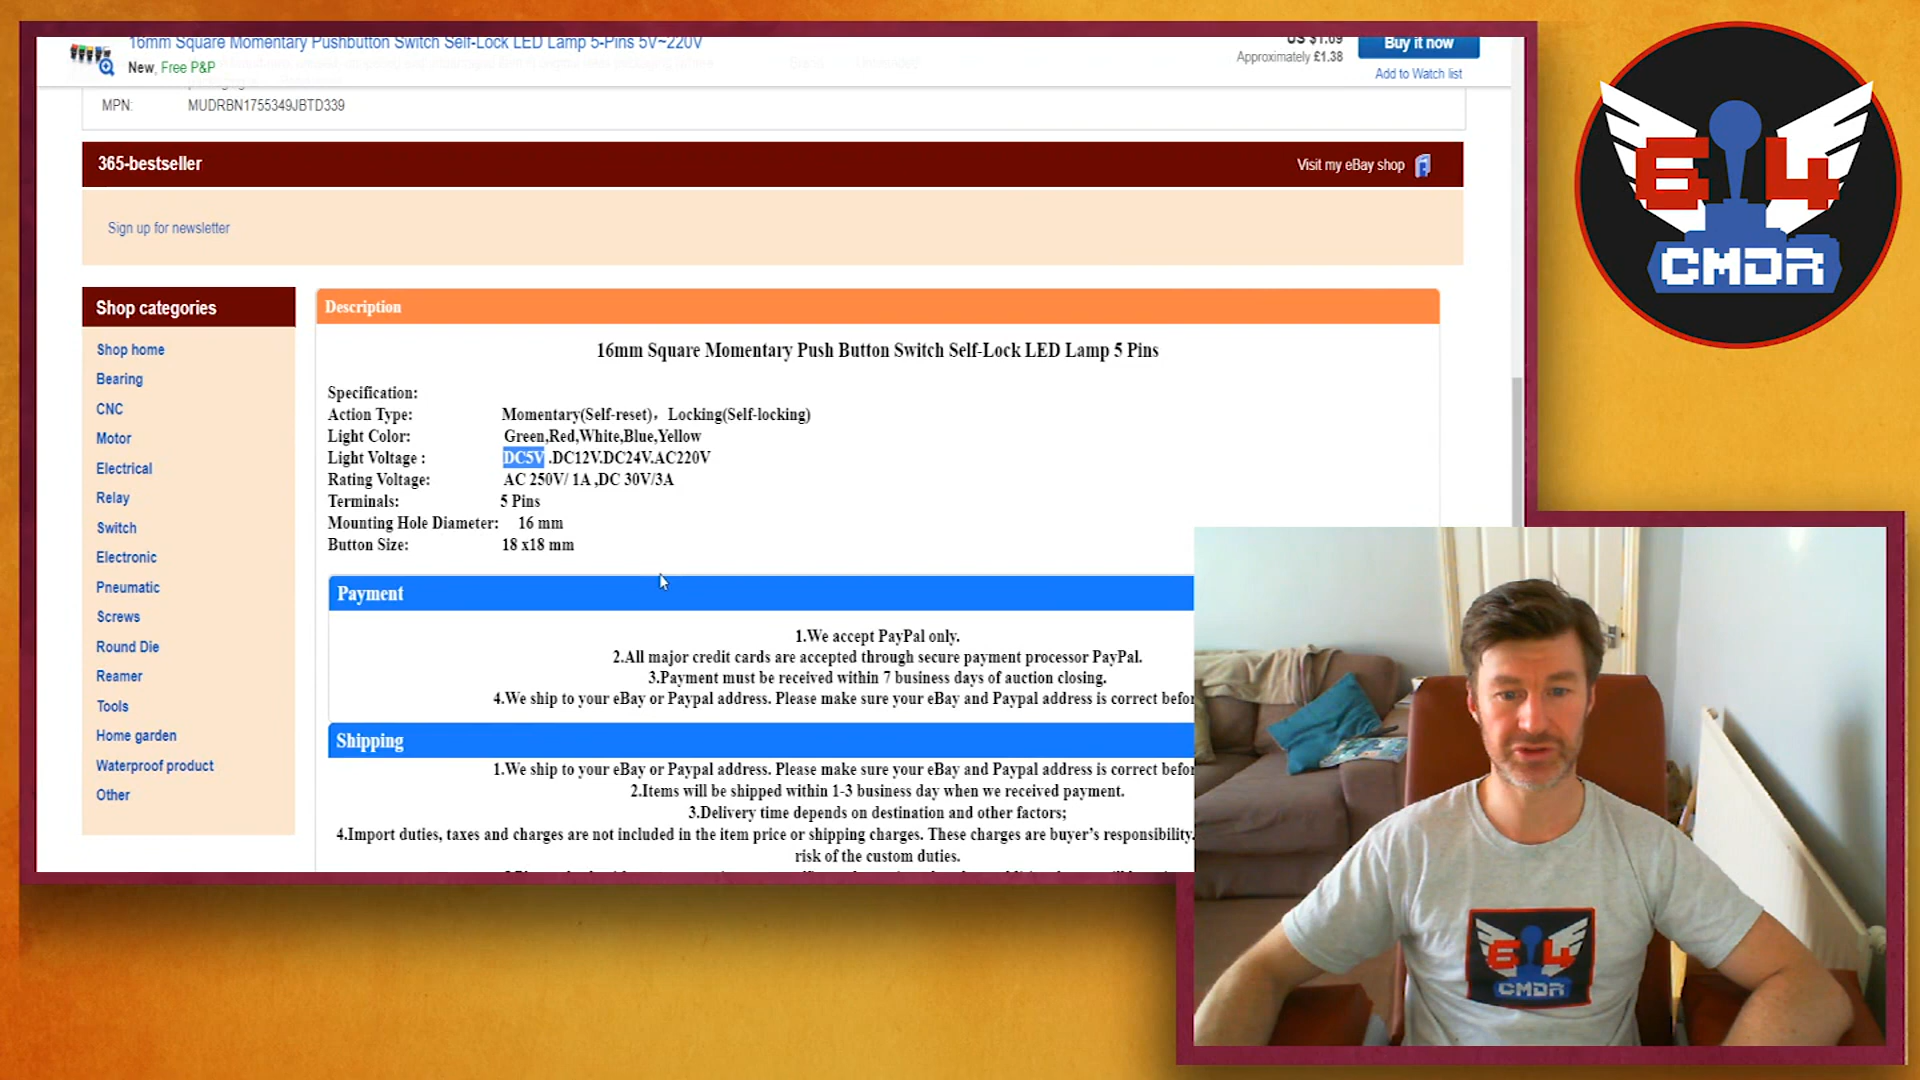 16mm Square Momentary Pushbutton Switch Self-Lock LED Lamp 5-Pins 5V~220V
New, Free P&P
US $1.69
Approximately £1.38
Buy it now
Add to Watch list
MPN: MUDRBN1755349JBTD339
365-bestseller
Visit my eBay shop
Sign up for newsletter
Shop categories
Shop home
Bearing
CNC
Motor
Electrical
Relay
Switch
Electronic
Pneumatic
Screws
Round Die
Reamer
Tools
Home garden
Waterproof product
Other
Description
16mm Square Momentary Push Button Switch Self-Lock LED Lamp 5 Pins
Specification:
Action Type: Momentary(Self-reset), Locking(Self-locking)
Light Color: Green,Red,White,Blue,Yellow
Light Voltage : DC5V .DC12V.DC24V.AC220V
Rating Voltage: AC 250V/ 1A ,DC 30V/3A
Terminals: 5 Pins
Mounting Hole Diameter: 16 mm
Button Size: 18 x18 mm
Payment
1.We accept PayPal only.
2.All major credit cards are accepted through secure payment processor PayPal.
3.Payment must be received within 7 business days of auction closing.
4.We ship to your eBay or Paypal address. Please make sure your eBay and Paypal address is correct befor
Shipping
1.We ship to your eBay or Paypal address. Please make sure your eBay and Paypal address is correct befor
2.Items will be shipped within 1-3 business day when we received payment.
3.Delivery time depends on destination and other factors;
4.Import duties, taxes and charges are not included in the item price or shipping charges. These charges are buyer's responsibility.
risk of the custom duties.
64
CMDR
64
CMDR